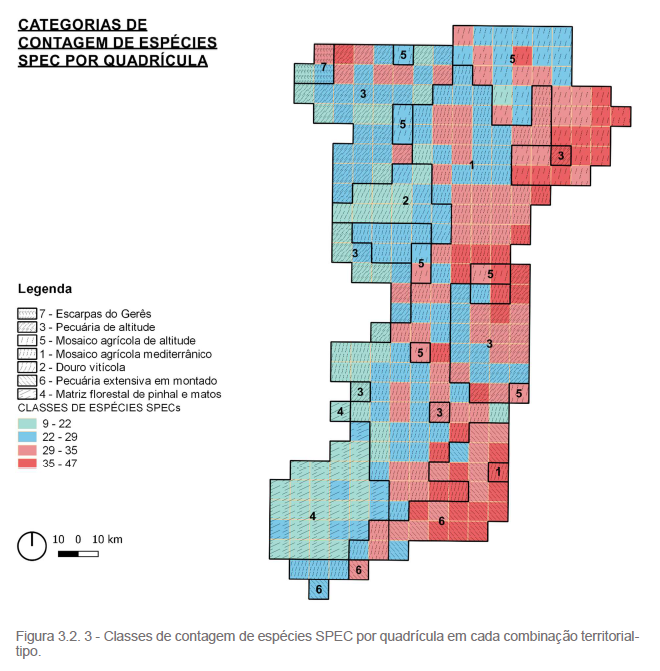 CATEGORIAS DE
CONTAGEM DE ESPÉCIES
SPEC POR QUADRÍCULA
5
5
7
3
5
3
1
2
3
5
5
3
5
3
5
4
3
1
4
6
6
6
Legenda
7 - Escarpas do Gerês
3 - Pecuária de altitude
5 - Mosaico agrícola de altitude
1 - Mosaico agrícola mediterrânico
2 - Douro vitícola
6 - Pecuária extensiva em montado
4 - Matriz florestal de pinhal e matos
CLASSES DE ESPÉCIES SPECs
9 - 22
22 - 29
29 - 35
35 - 47
10 0 10 km
Figura 3.2. 3 - Classes de contagem de espécies SPEC por quadrícula em cada combinação territorial-
tipo.